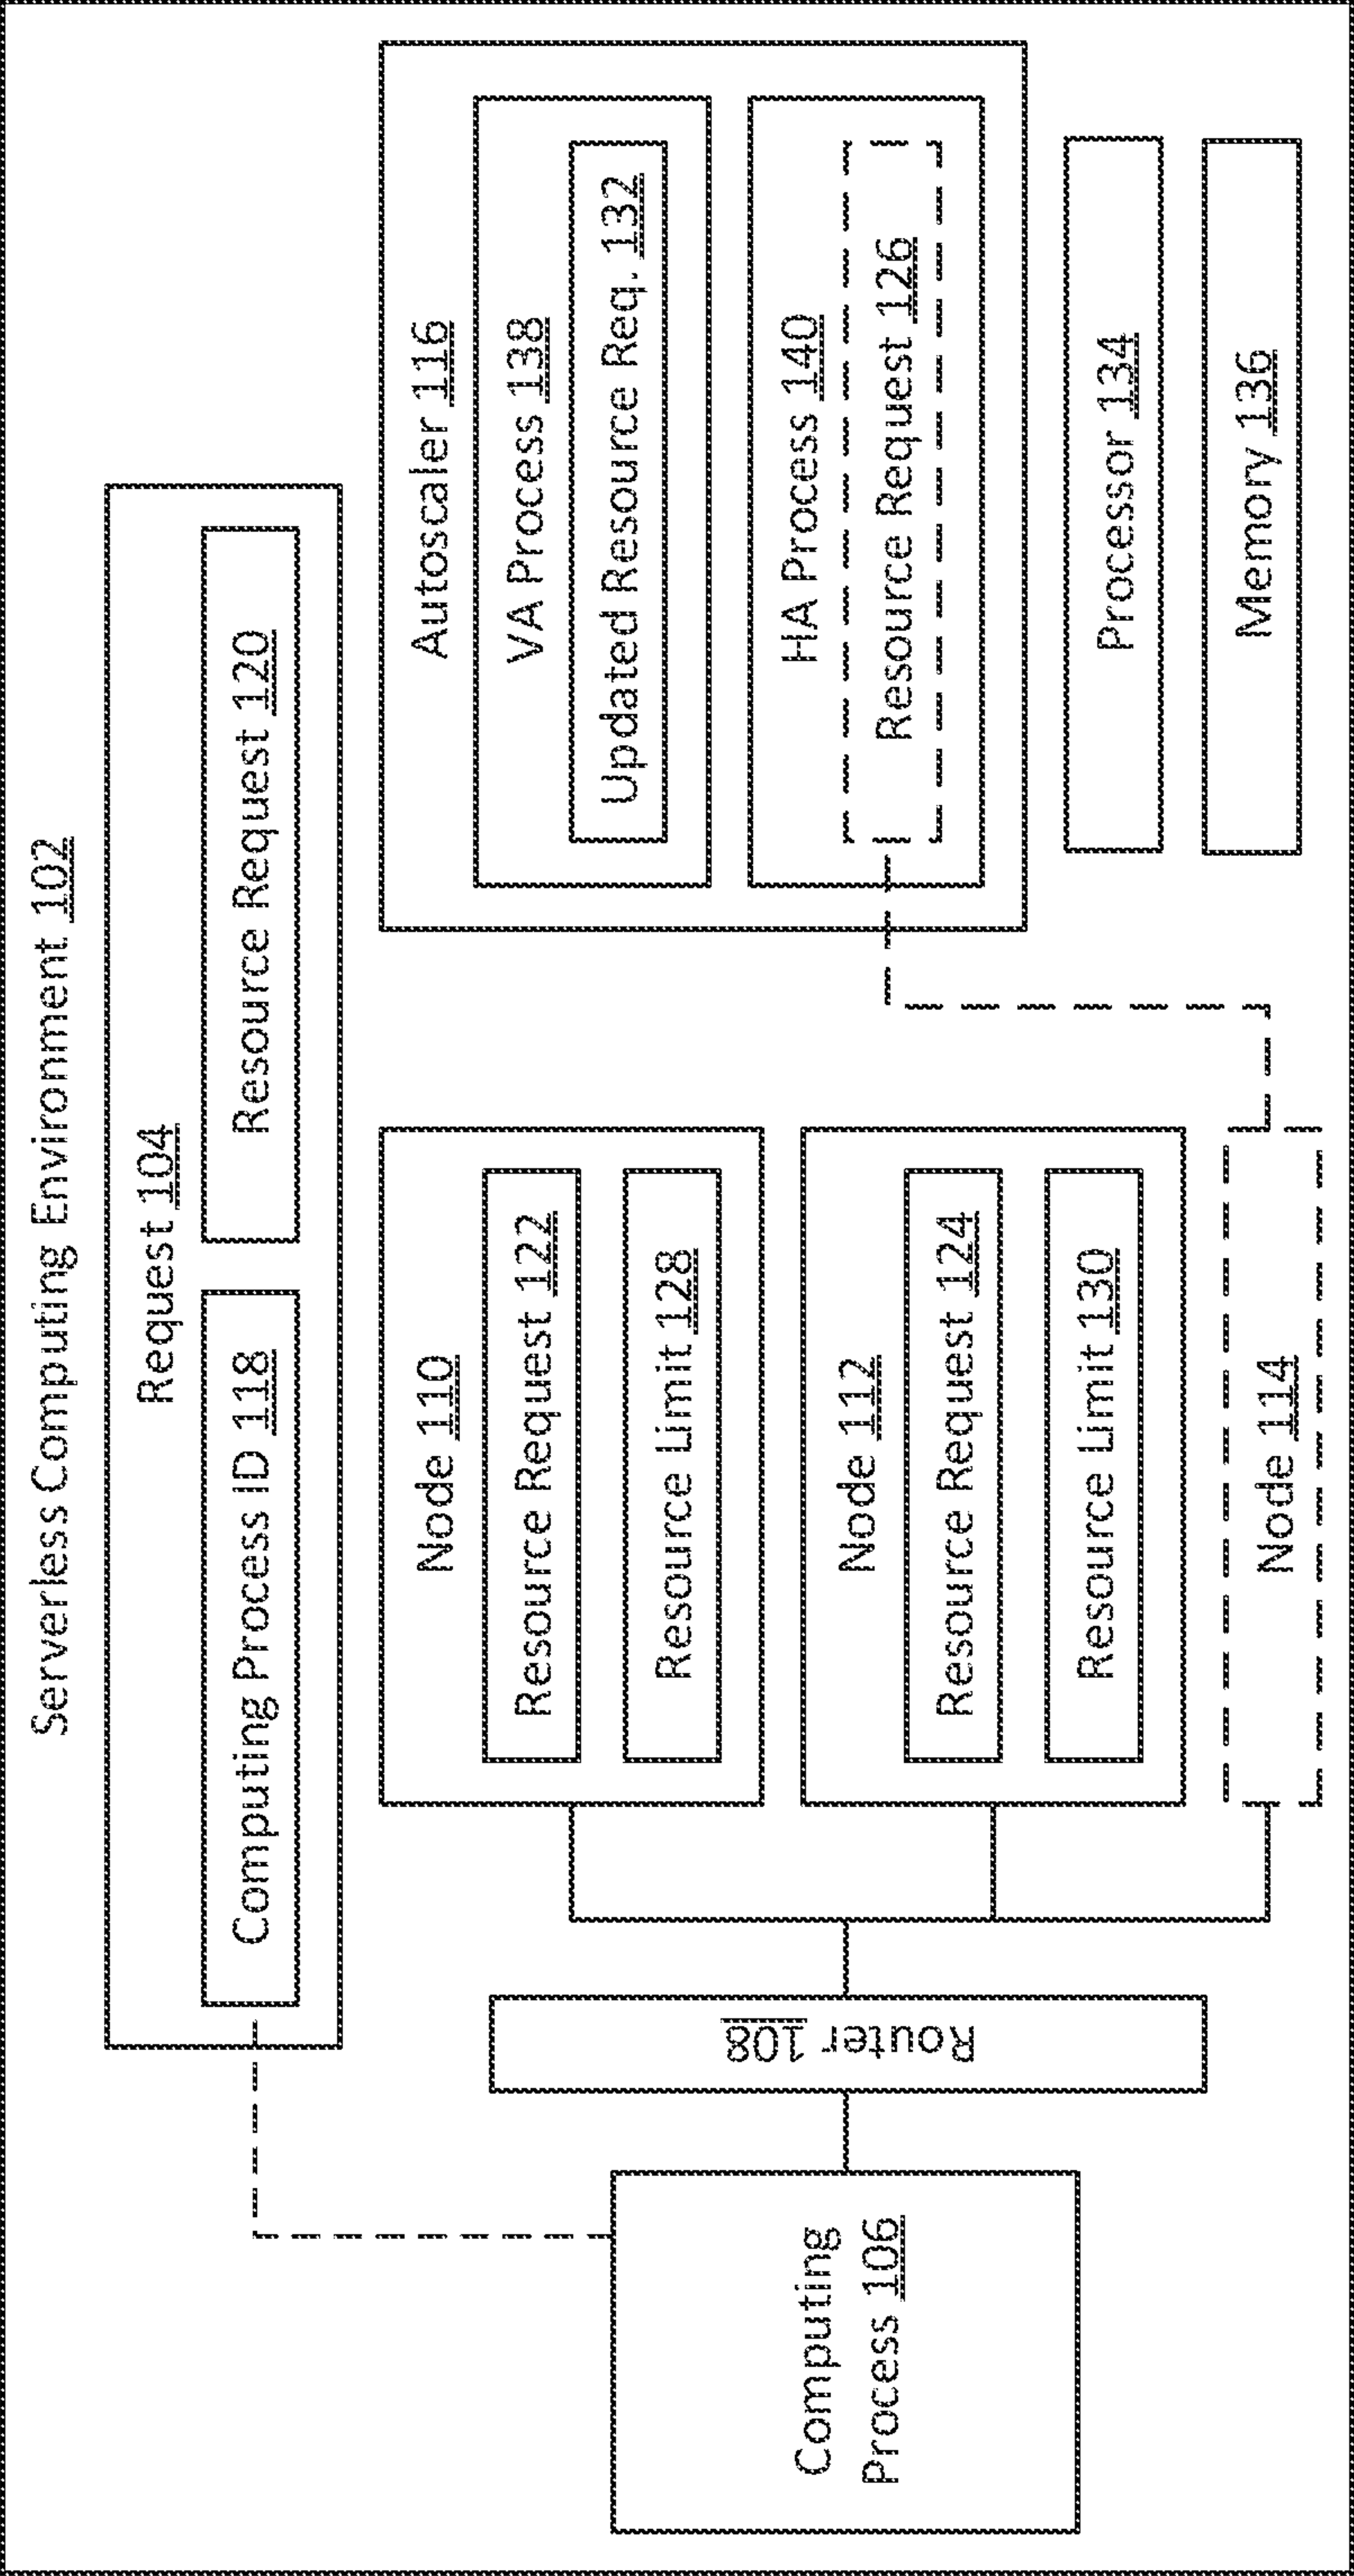 Serverless Computing Environment 102
Request 104
Computing Process ID 118
Resource Request 120
Computing
Process 106
Router 108
Node 110
Resource Request 122
Resource Limit 128
Node 112
Resource Request 124
Resource Limit 130
Node 114
Autoscaler 116
VA Process 138
Updated Resource Req. 132
HA Process 140
Resource Request 126
Processor 134
Memory 136